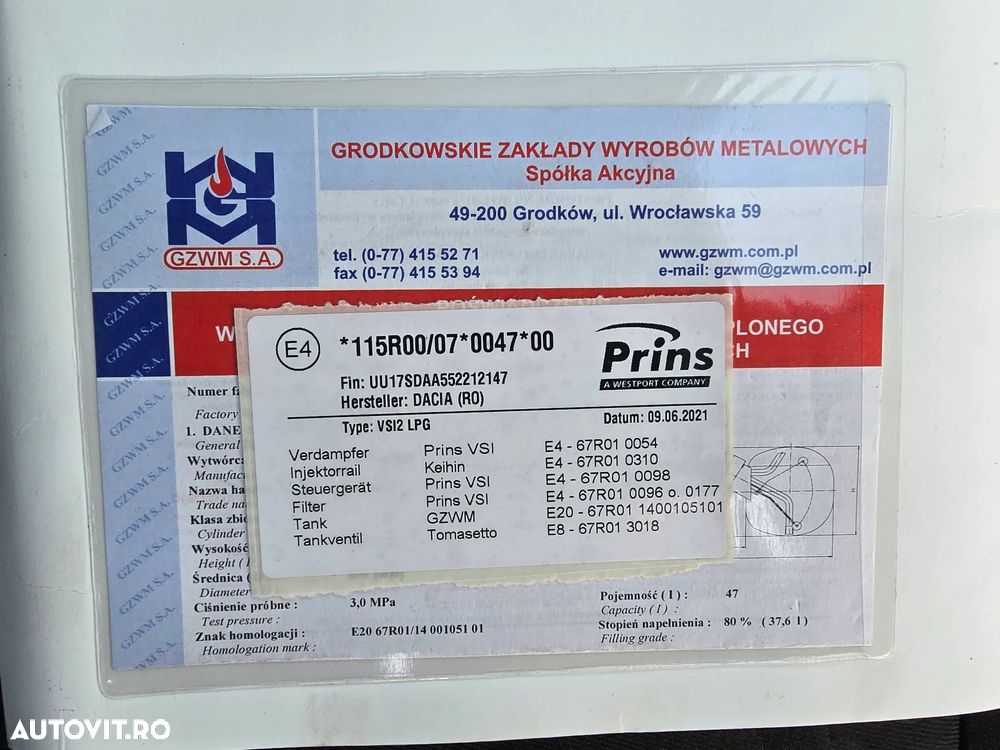 GRODKOWSKIE ZAKŁADY WYROBÓW METALOWYCH
Spółka Akcyjna
49-200 Grodków, ul. Wrocławska 59
GZWM S.A.
tel. (0-77) 415 52 71
www.gzwm.com.pl
fax (0-77) 415 53 94
e-mail: gzwm@gzwm.com.pl
E4
*115R00/07*0047*00
Prins
A WESTPORT COMPANY
Fin: UU17SDAA552212147
Hersteller: DACIA (RO)
Type: VSI2 LPG
Datum: 09.06.2021
Verdampfer Prins VSI E4 - 67R01 0054
Injektorrail Keihin E4 - 67R01 0310
Steuergerät Prins VSI E4 - 67R01 0098
Filter Prins VSI E4 - 67R01 0096 o. 0177
Tank GZWM E20 - 67R01 1400105101
Tankventil Tomasetto E8 - 67R01 3018
Numer
Factory
1. DANE
General
Wytwórca
Nazwa
Trade
Klasa
Cylinder
Wysokość
Height
Średnica
Diameter
Ciśnienie próbne : 3,0 MPa
Test pressure :
Znak homologacji : E20 67R01/14 001051 01
Homologation mark :
Pojemność ( l ) : 47
Capacity ( l ) :
Stopień napełnienia : 80 % ( 37,6 l )
Filling grade :
AUTOVIT.RO